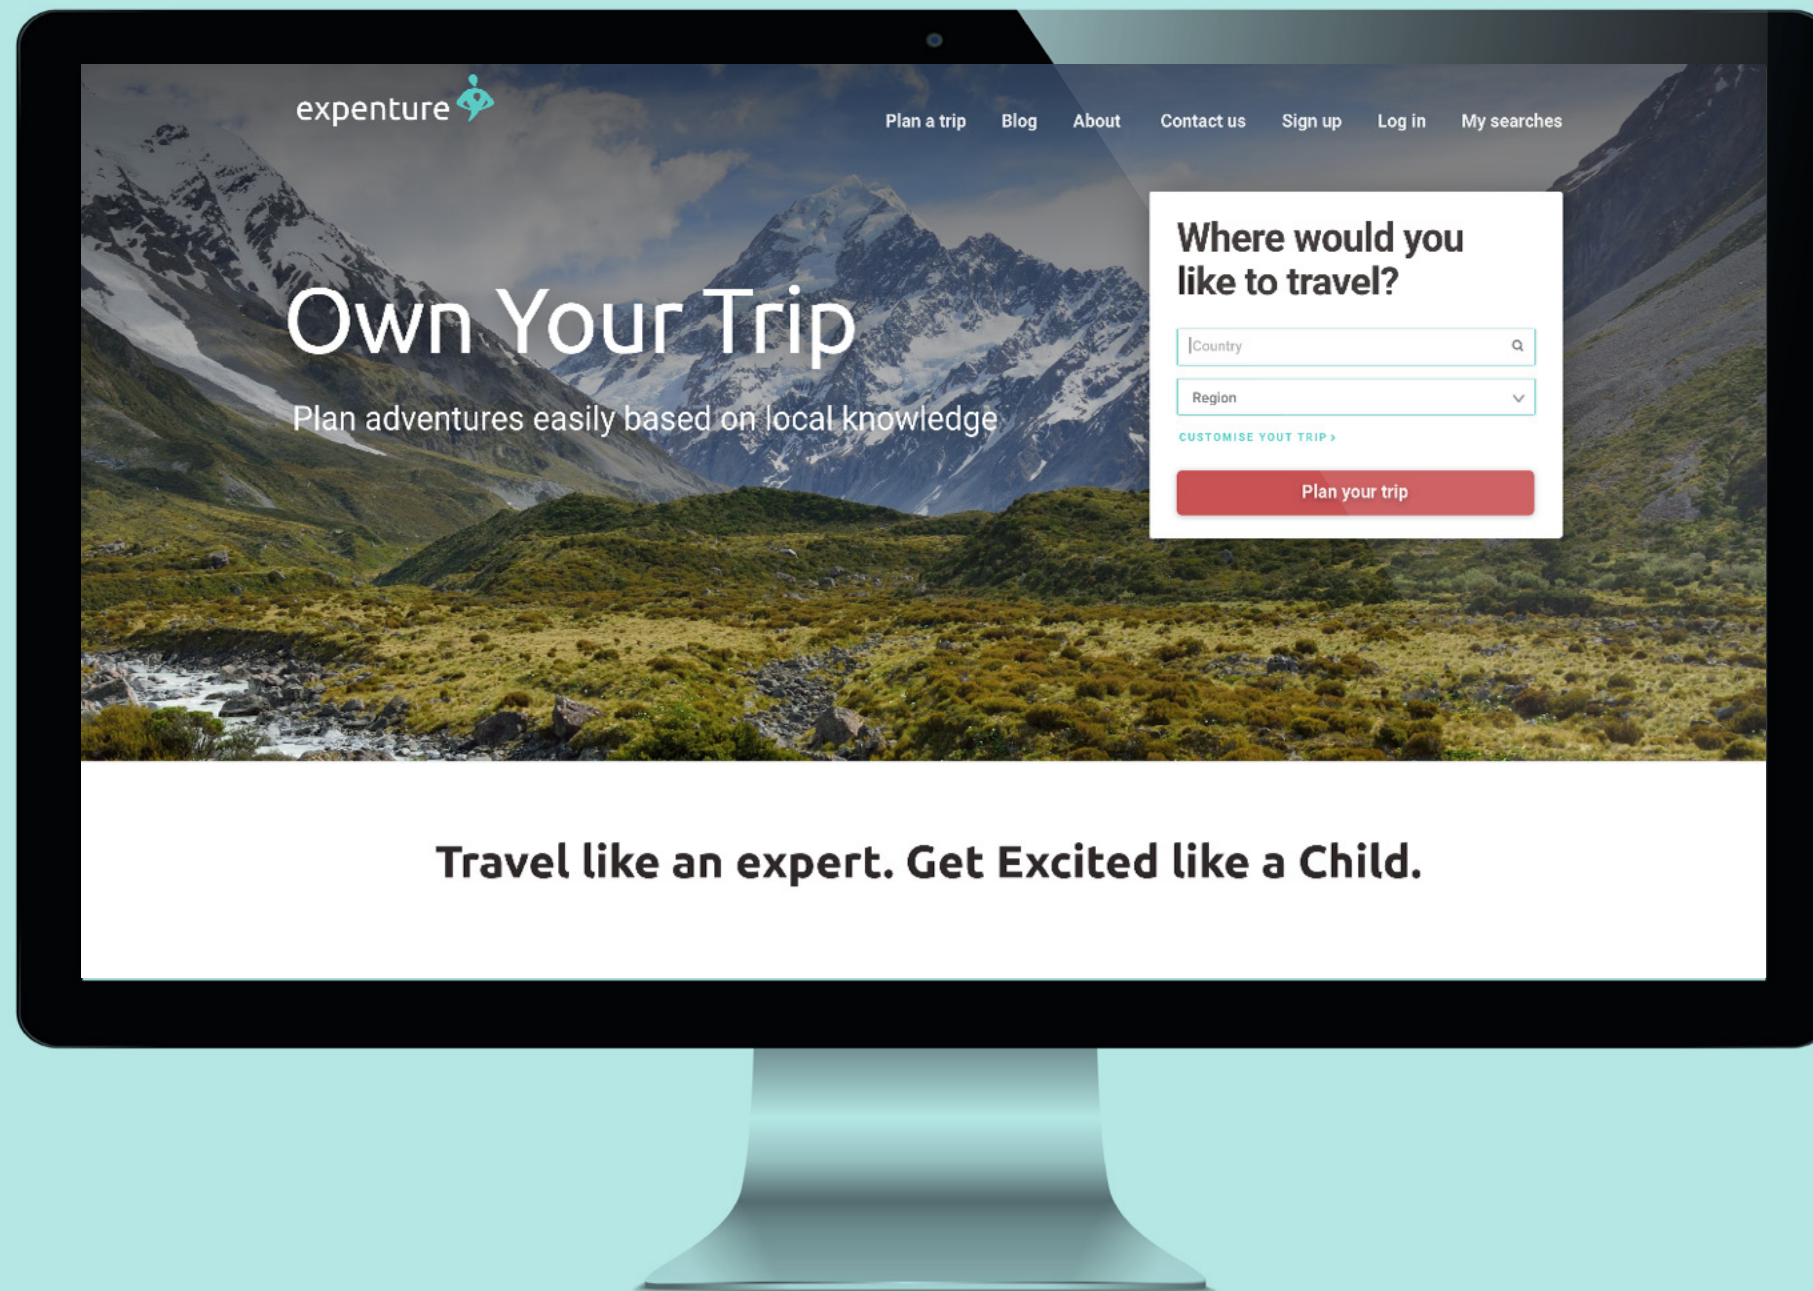 expenture
Plan a trip Blog About Contact us Sign up Log in My searches
Own Your Trip
Plan adventures easily based on local knowledge
Where would you
like to travel?
Country
Region
CUSTOMISE YOUT TRIP >
Plan your trip
Travel like an expert. Get Excited like a Child.